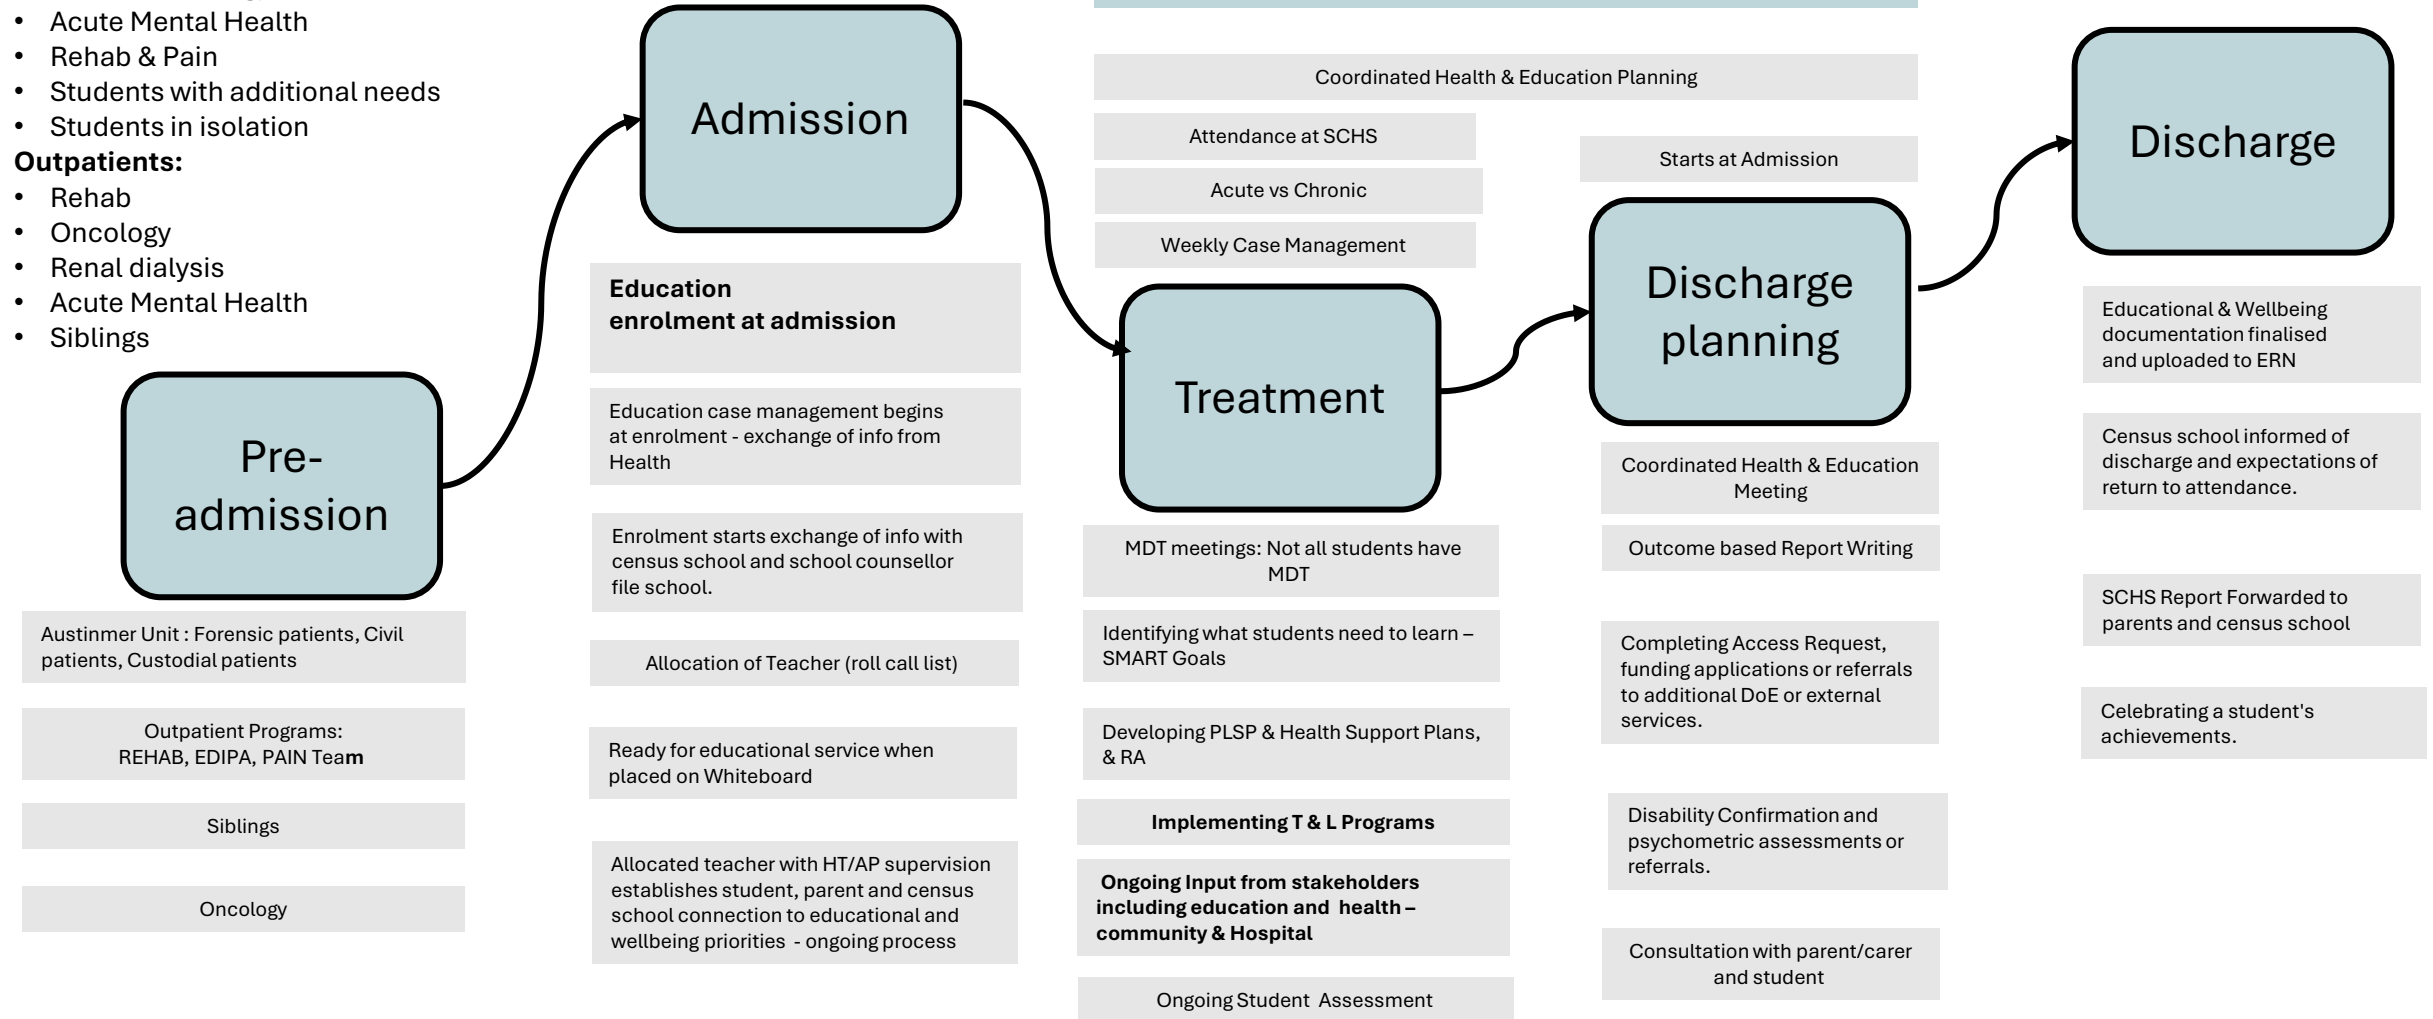 • Acute Mental Health
• Rehab & Pain
• Students with additional needs
• Students in isolation
Outpatients:
• Rehab
• Oncology
• Renal dialysis
• Acute Mental Health
• Siblings
Pre-
admission
Austinmer Unit : Forensic patients, Civil
patients, Custodial patients
Outpatient Programs:
REHAB, EDIPA, PAIN Team
Siblings
Oncology
Admission
Education
enrolment at admission
Education case management begins
at enrolment - exchange of info from
Health
Enrolment starts exchange of info with
census school and school counsellor
file school.
Allocation of Teacher (roll call list)
Ready for educational service when
placed on Whiteboard
Allocated teacher with HT/AP supervision
establishes student, parent and census
school connection to educational and
wellbeing priorities - ongoing process
Coordinated Health & Education Planning
Attendance at SCHS
Acute vs Chronic
Weekly Case Management
Treatment
MDT meetings: Not all students have
MDT
Identifying what students need to learn –
SMART Goals
Developing PLSP & Health Support Plans,
& RA
Implementing T & L Programs
Ongoing Input from stakeholders
including education and health –
community & Hospital
Ongoing Student Assessment
Starts at Admission
Discharge
planning
Coordinated Health & Education
Meeting
Outcome based Report Writing
Completing Access Request,
funding applications or referrals
to additional DoE or external
services.
Disability Confirmation and
psychometric assessments or
referrals.
Consultation with parent/carer
and student
Discharge
Educational & Wellbeing
documentation finalised
and uploaded to ERN
Census school informed of
discharge and expectations of
return to attendance.
SCHS Report Forwarded to
parents and census school
Celebrating a student's
achievements.